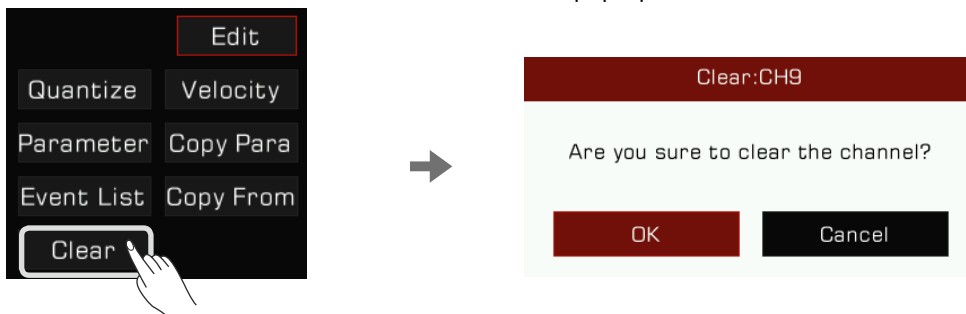 Edit
Quantize Velocity
Parameter Copy Para
Event List Copy From
Clear
Clear:CH9
Are you sure to clear the channel?
OK Cancel